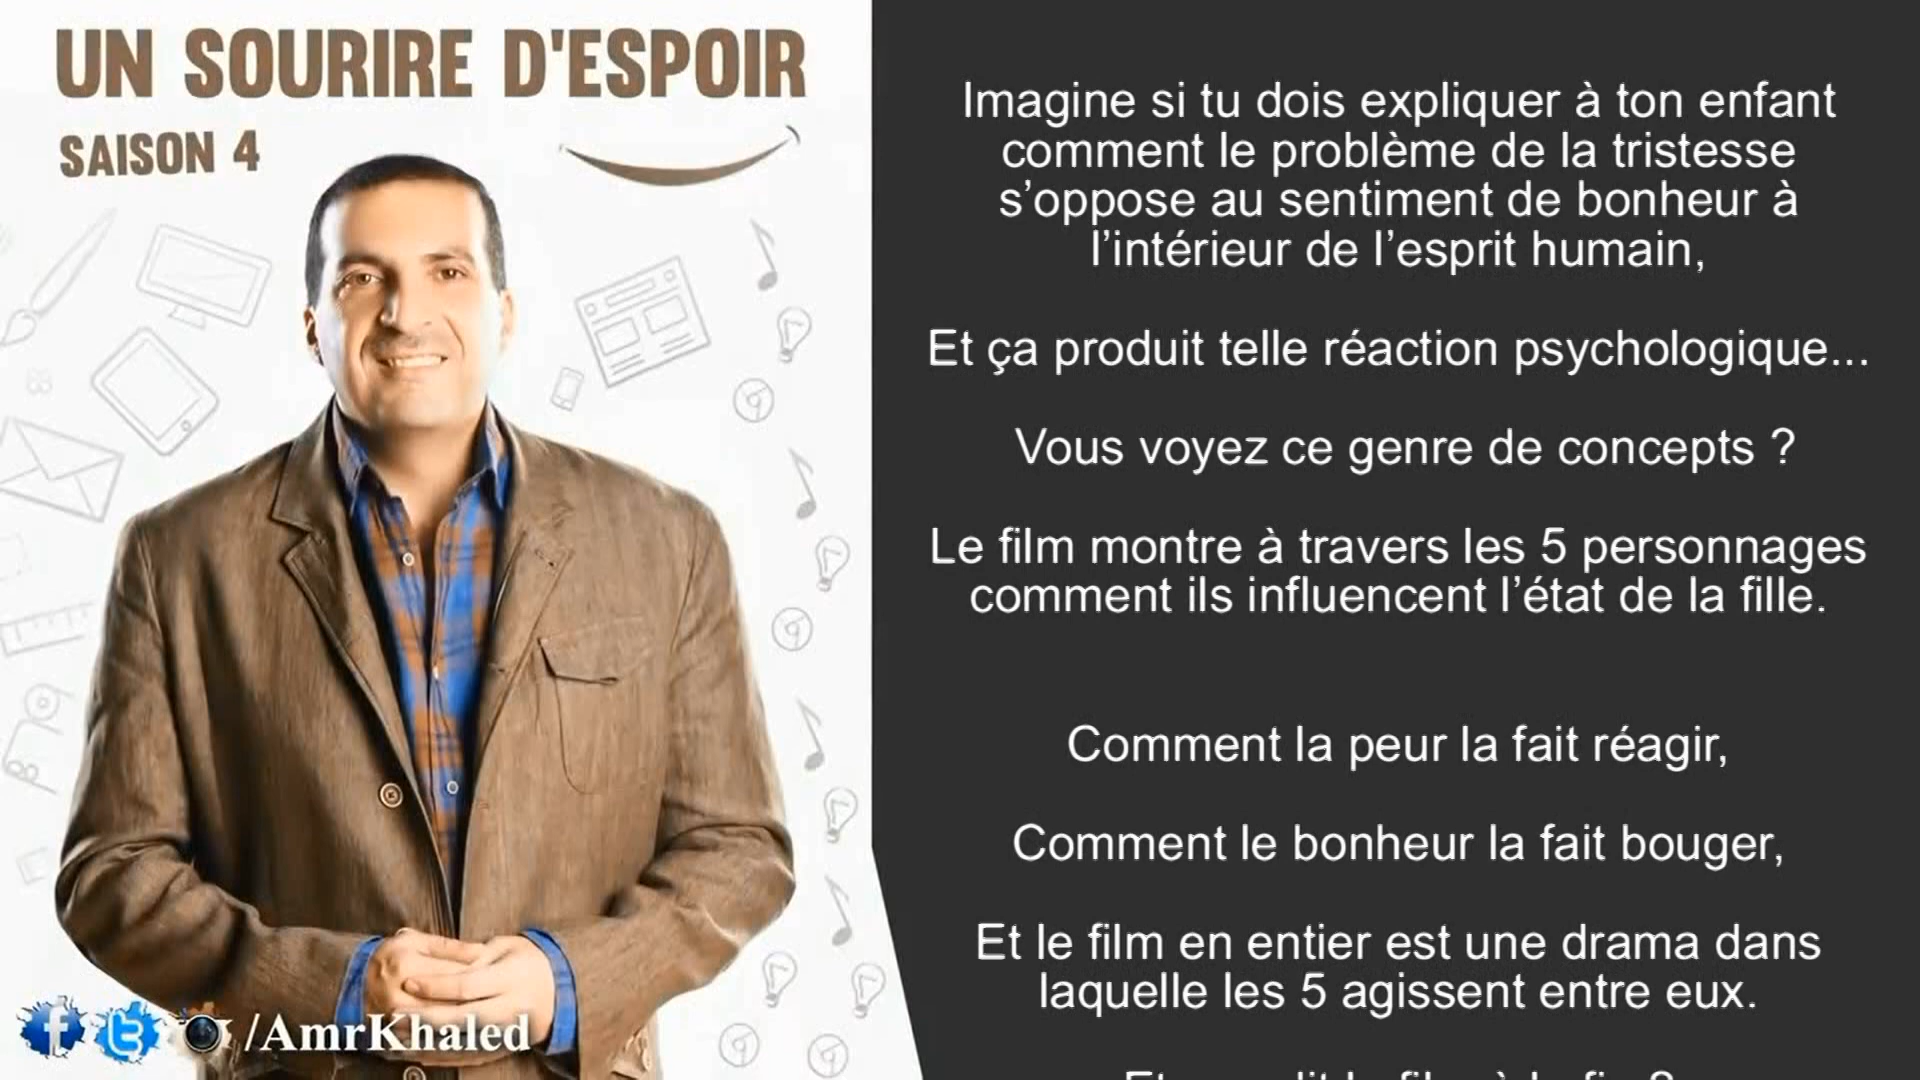 UN SOURIRE D'ESPOIR
SAISON 4
/AmrKhaled
Imagine si tu dois expliquer à ton enfant
comment le problème de la tristesse
s’oppose au sentiment de bonheur à
l’intérieur de l’esprit humain,
Et ça produit telle réaction psychologique...
Vous voyez ce genre de concepts ?
Le film montre à travers les 5 personnages
comment ils influencent l’état de la fille.
Comment la peur la fait réagir,
Comment le bonheur la fait bouger,
Et le film en entier est une drama dans
laquelle les 5 agissent entre eux.